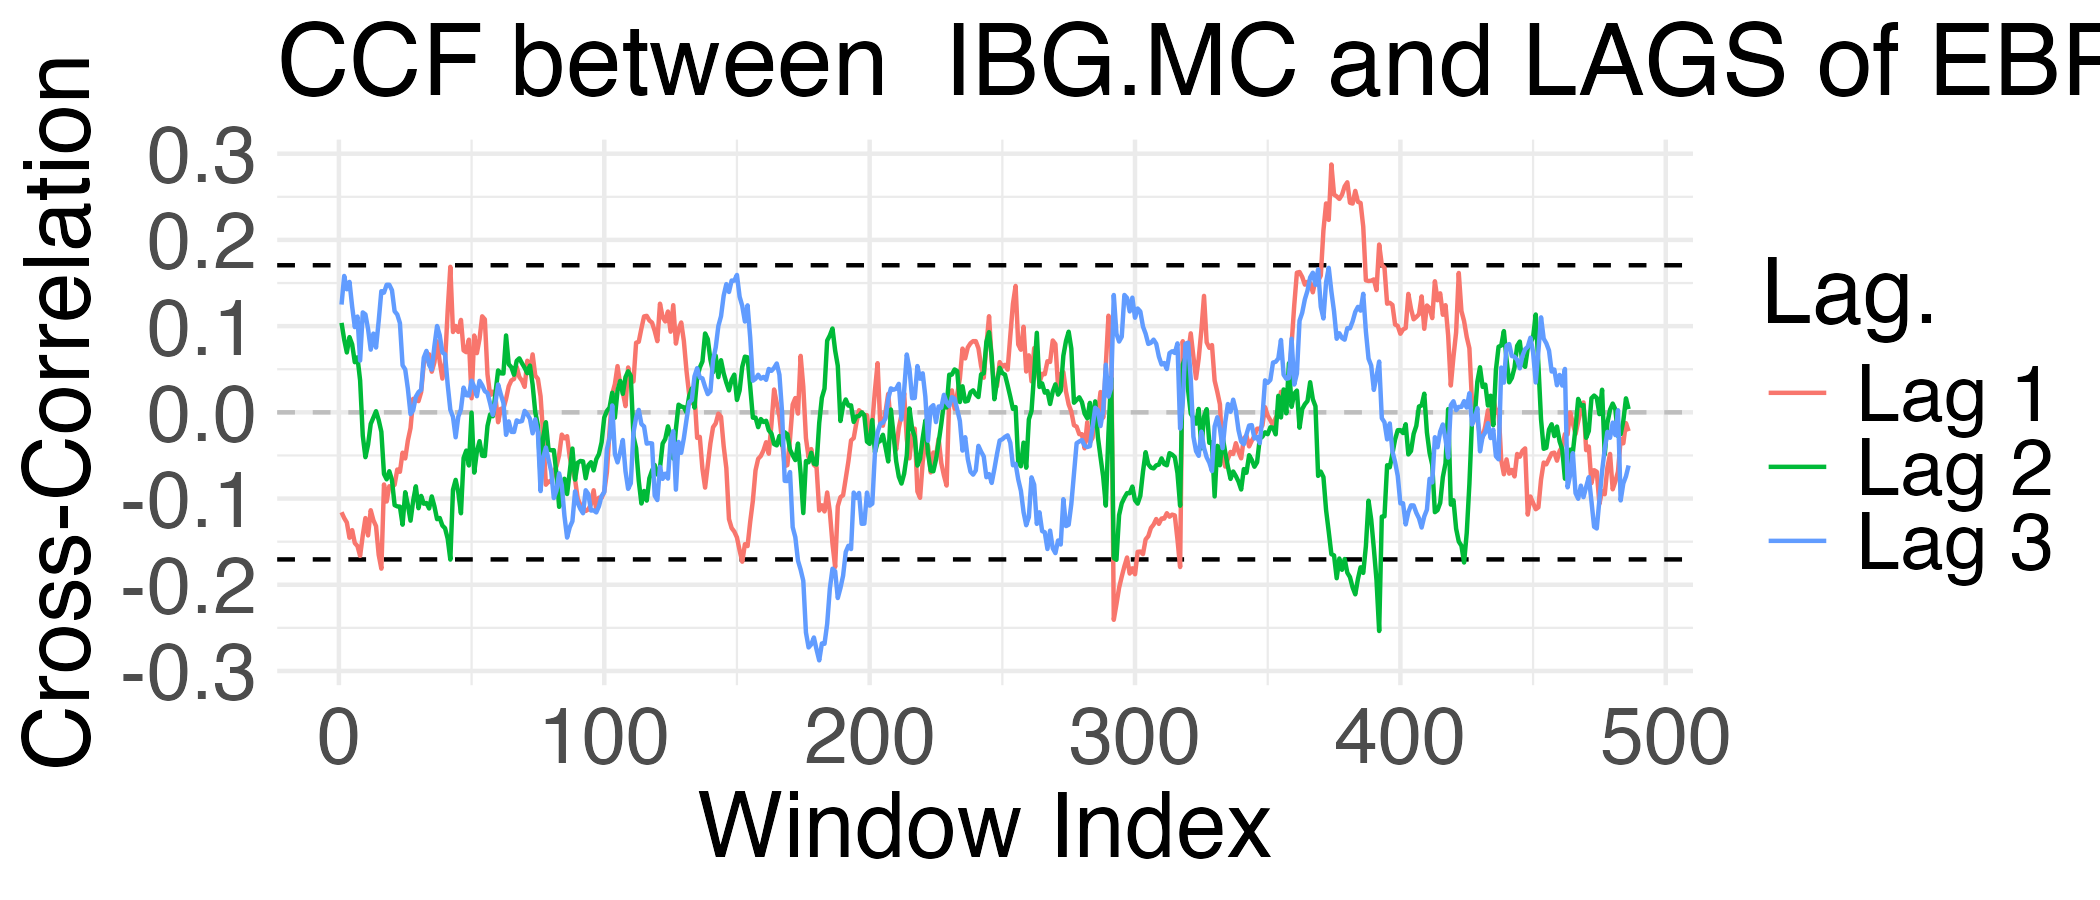 CCF between IBG.MC and LAGS of
Cross-Correlation
0.3
0.2
0.1
0.0
-0.1
-0.2
-0.3
0 100 200 300 400 500
Window Index
Lag.
Lag 1
Lag 2
Lag 3